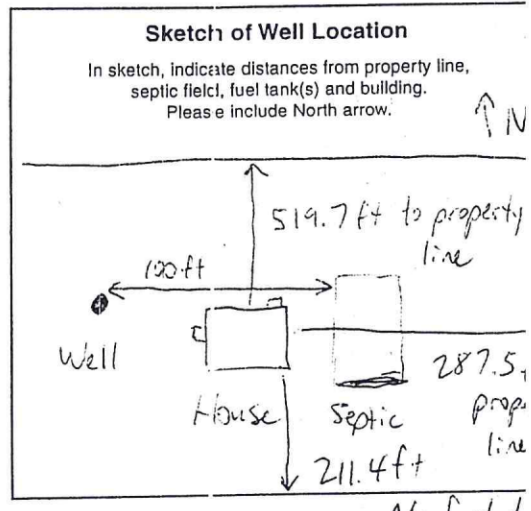 Sketch of Well Location
In sketch, indicate distances from property line,
septic field, fuel tank(s) and building.
Please include North arrow.
N
519.7 ft to property
line
100 ft
Well
House
Septic
287.5
prop
line
211.4 ft